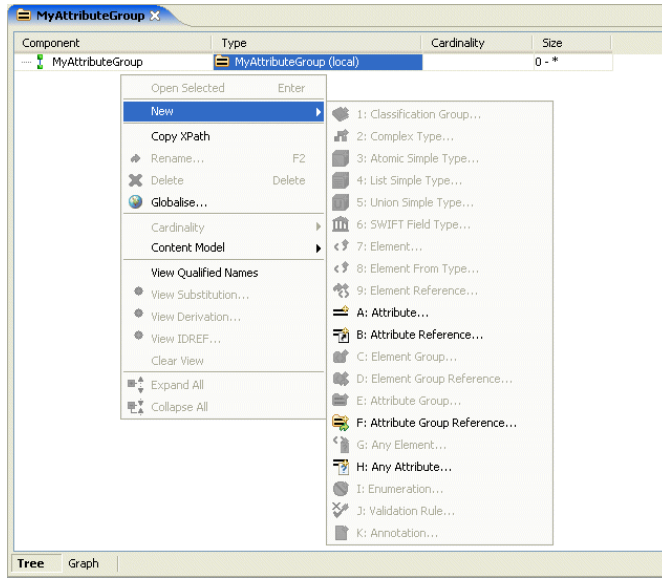 MyAttributeGroup
Component Type Cardinality Size
MyAttributeGroup MyAttributeGroup (local) 0 - *
Open Selected Enter
New
Copy XPath
Rename... F2
Delete Delete
Globalise...
Cardinality
Content Model
View Qualified Names
View Substitution...
View Derivation...
View IDREF...
Clear View
Expand All
Collapse All
1: Classification Group...
2: Complex Type...
3: Atomic Simple Type...
4: List Simple Type...
5: Union Simple Type...
6: SWIFT Field Type...
7: Element...
8: Element From Type...
9: Element Reference...
A: Attribute...
B: Attribute Reference...
C: Element Group...
D: Element Group Reference...
E: Attribute Group...
F: Attribute Group Reference...
G: Any Element...
H: Any Attribute...
I: Enumeration...
J: Validation Rule...
K: Annotation...
Tree Graph